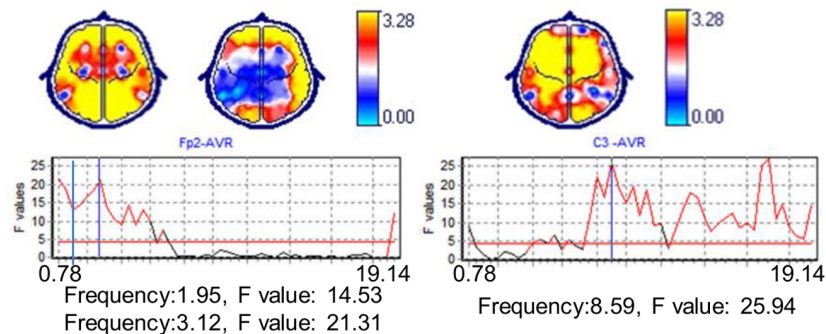 3.28
0.00
3.28
0.00
Fp2-AVR
F values
25
20
15
10
5
0
0.78
19.14
Frequency:1.95, F value: 14.53
Frequency:3.12, F value: 21.31
C3 -AVR
F values
25
20
15
10
5
0
0.78
19.14
Frequency:8.59, F value: 25.94